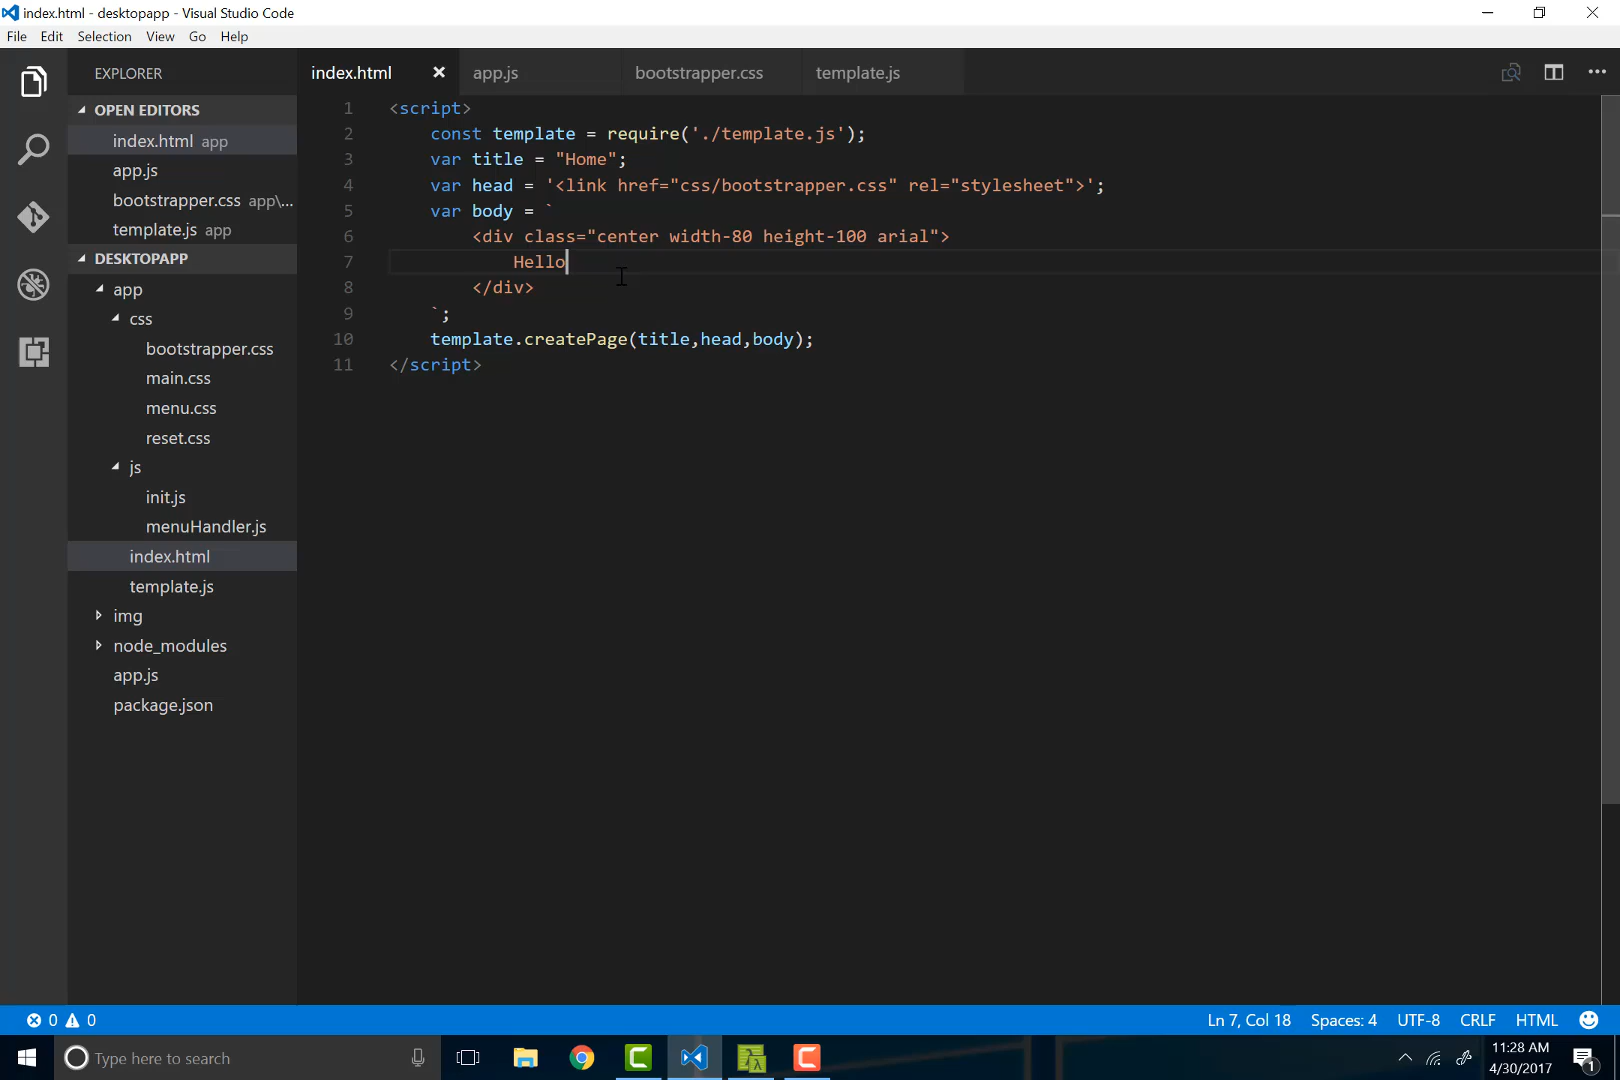 index.html - desktopapp - Visual Studio Code
File Edit Selection View Go Help
EXPLORER
OPEN EDITORS
index.html app
app.js
bootstrapper.css app\...
template.js app
DESKTOPAPP
app
css
bootstrapper.css
main.css
menu.css
reset.css
js
init.js
menuHandler.js
index.html
template.js
img
node_modules
app.js
package.json
index.html app.js bootstrapper.css template.js
1 <script>
2 const template = require('./template.js');
3 var title = "Home";
4 var head = '<link href="css/bootstrapper.css" rel="stylesheet">';
5 var body = `
6 <div class="center width-80 height-100 arial">
7 Hello
8 </div>
9 `;
10 template.createPage(title,head,body);
11 </script>
0 0 Ln 7, Col 18 Spaces: 4 UTF-8 CRLF HTML
Type here to search
11:28 AM
4/30/2017
1